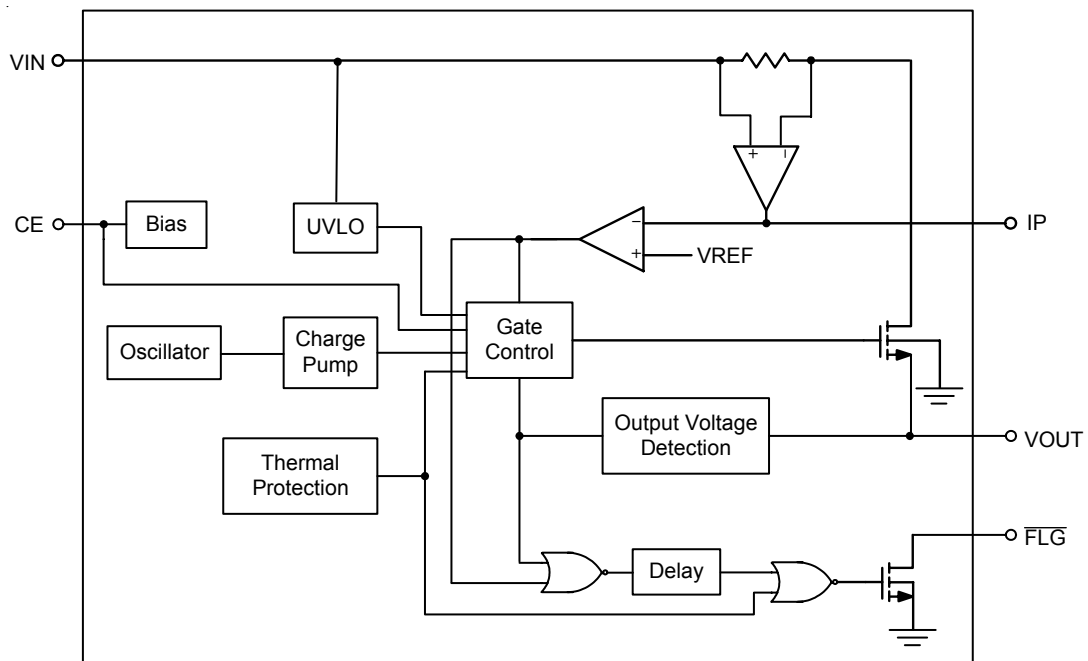 VIN
CE
Bias
UVLO
+
−
−
+
VREF
IP
Oscillator
Charge
Pump
Gate
Control
Output Voltage
Detection
VOUT
Thermal
Protection
Delay
FLG